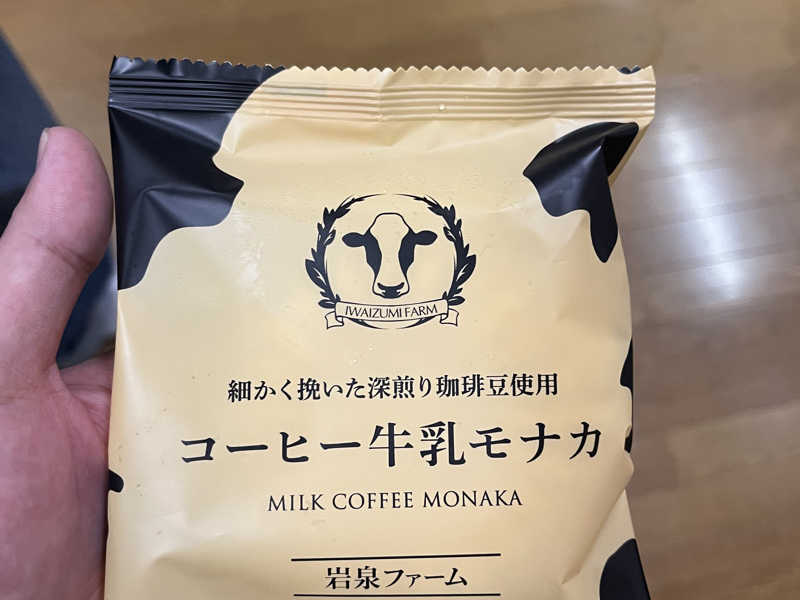 IWAIZUMI FARM
細かく挽いた深煎り珈琲豆使用
コーヒー牛乳モナカ
MILK COFFEE MONAKA
岩泉ファーム